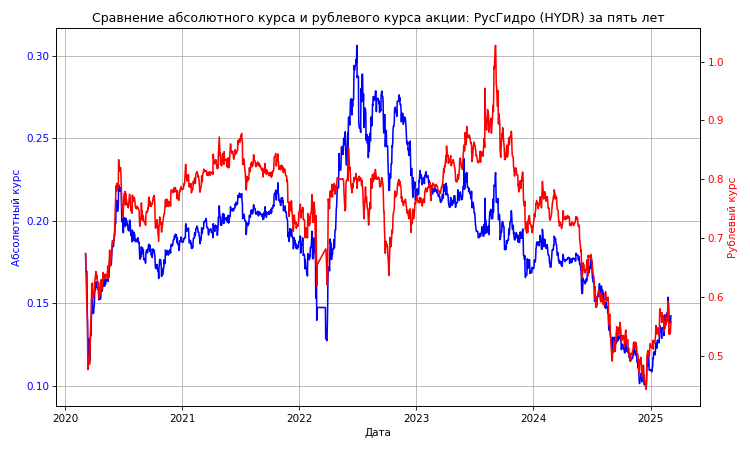 Сравнение абсолютного курса и рублевого курса акции: РусГидро (HYDR) за пять лет
0.30
0.25
0.20
0.15
0.10
Абсолютный курс
1.0
0.9
0.8
0.7
0.6
0.5
Рублевый курс
2020 2021 2022 2023 2024 2025
Дата